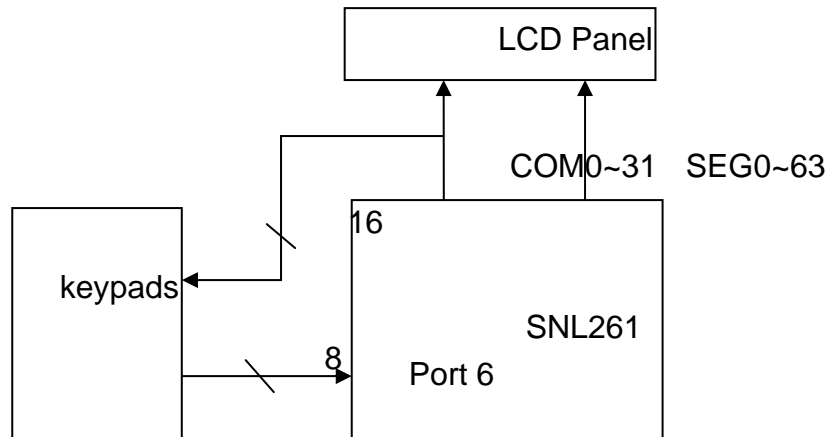 LCD Panel
COM0~31 SEG0~63
16
keypads
SNL261
8
Port 6